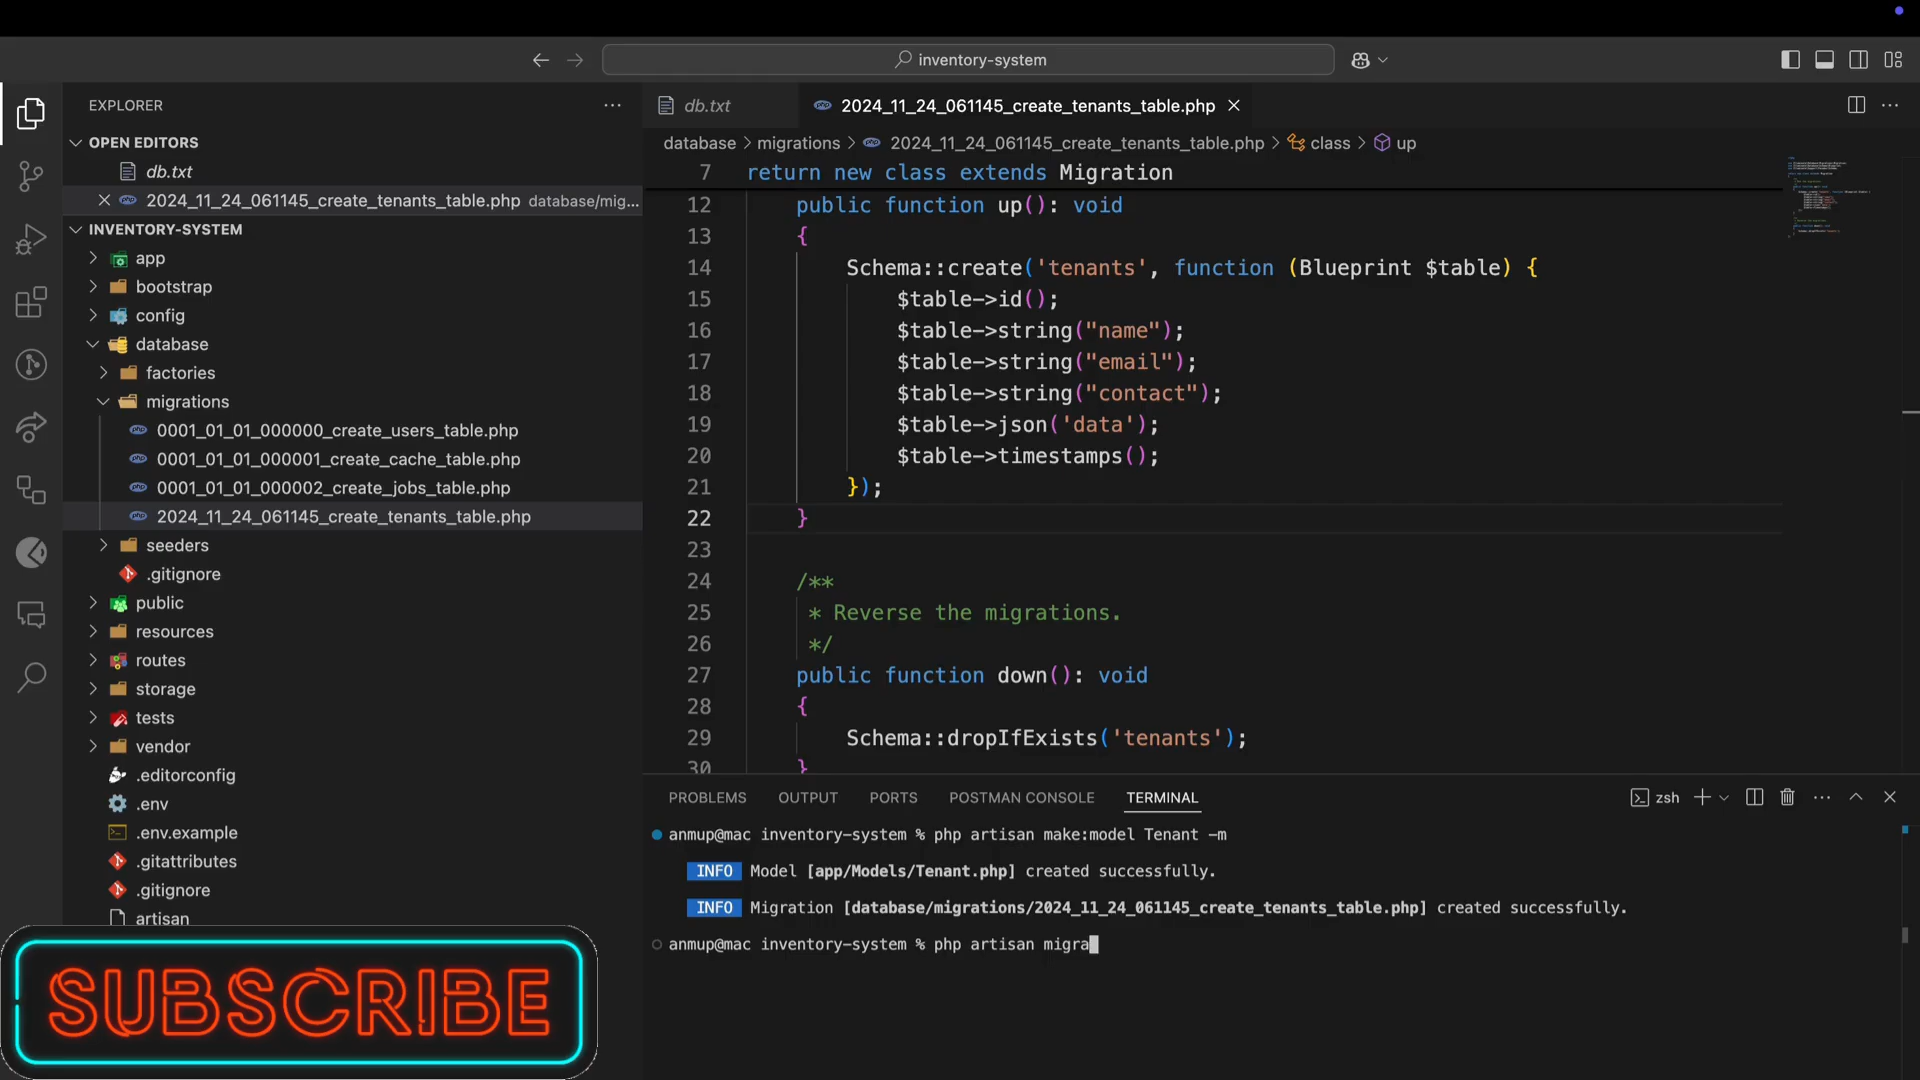 inventory-system
EXPLORER
OPEN EDITORS
db.txt
2024_11_24_061145_create_tenants_table.php database/mig...
INVENTORY-SYSTEM
app
bootstrap
config
database
factories
migrations
0001_01_01_000000_create_users_table.php
0001_01_01_000001_create_cache_table.php
0001_01_01_000002_create_jobs_table.php
2024_11_24_061145_create_tenants_table.php
seeders
.gitignore
public
resources
routes
storage
tests
vendor
.editorconfig
.env
.env.example
.gitattributes
.gitignore
artisan
SUBSCRIBE
db.txt 2024_11_24_061145_create_tenants_table.php
database > migrations > 2024_11_24_061145_create_tenants_table.php > class > up
7 return new class extends Migration
12 public function up(): void
13 {
14 Schema::create('tenants', function (Blueprint $table) {
15 $table->id();
16 $table->string("name");
17 $table->string("email");
18 $table->string("contact");
19 $table->json('data');
20 $table->timestamps();
21 });
22 }
23
24 /**
25 * Reverse the migrations.
26 */
27 public function down(): void
28 {
29 Schema::dropIfExists('tenants');
30 }
PROBLEMS OUTPUT PORTS POSTMAN CONSOLE TERMINAL zsh
anmup@mac inventory-system % php artisan make:model Tenant -m
INFO Model [app/Models/Tenant.php] created successfully.
INFO Migration [database/migrations/2024_11_24_061145_create_tenants_table.php] created successfully.
anmup@mac inventory-system % php artisan migra